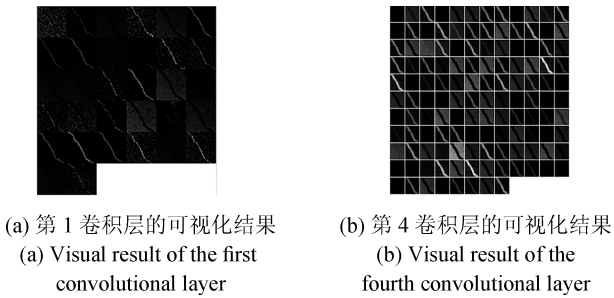 (a) 第 1 卷积层的可视化结果
(a) Visual result of the first
convolutional layer
(b) 第 4 卷积层的可视化结果
(b) Visual result of the
fourth convolutional layer